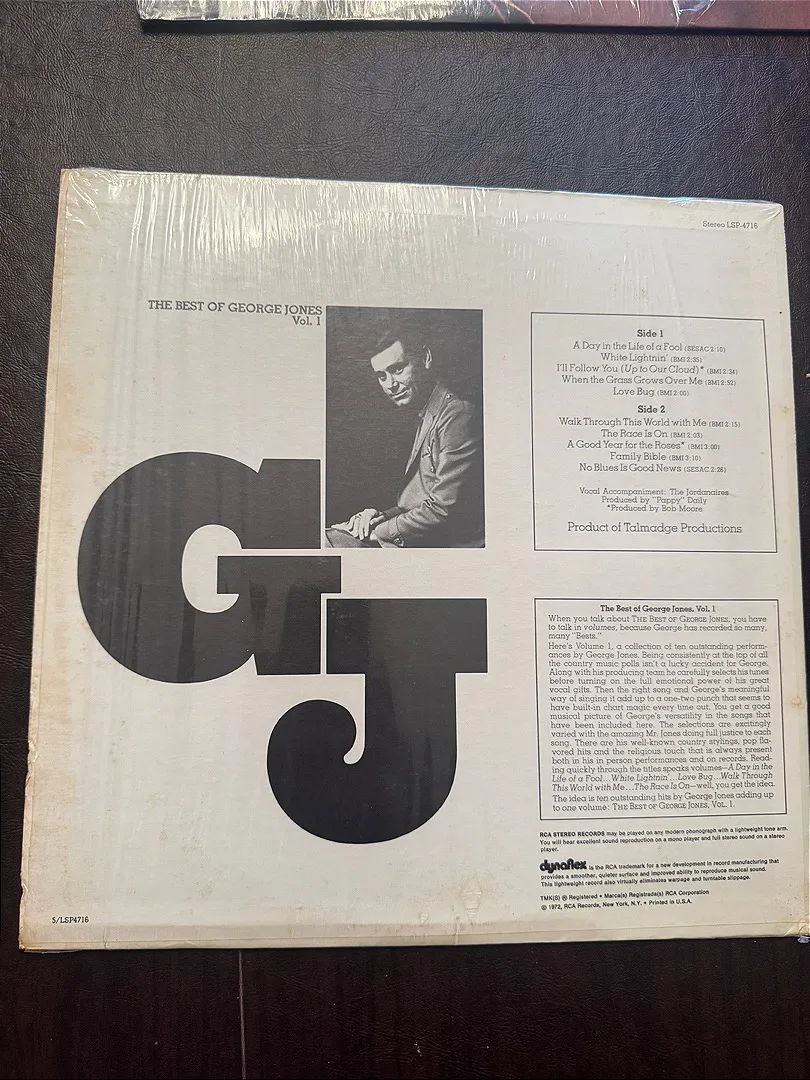 Stereo LSP-4716
THE BEST OF GEORGE JONES
Vol. 1
GJ
Side 1
A Day in the Life of a Fool (SESAC 2:10)
White Lightnin' (BMI 2:35)
I'll Follow You (Up to Our Cloud)* (BMI 2:34)
When the Grass Grows Over Me (BMI 2:52)
Love Bug (BMI 2:00)
Side 2
Walk Through This World with Me (BMI 2:15)
The Race Is On (BMI 2:03)
A Good Year for the Roses* (BMI 3:00)
Family Bible (BMI 3:10)
No Blues Is Good News (SESAC 2:26)
Vocal Accompaniment: The Jordanaires
Produced by "Pappy" Daily
*Produced by Bob Moore
Product of Talmadge Productions
The Best of George Jones, Vol. 1
When you talk about THE BEST OF GEORGE JONES, you have
to talk in volumes, because George has recorded so many,
many "Bests."
Here's Volume 1, a collection of ten outstanding perform-
ances by George Jones. Being consistently at the top of all
the country music polls isn't a lucky accident for George.
Along with his producing team he carefully selects his tunes
before turning on the full emotional power of his great
vocal gifts. Then the right song and George's meaningful
way of singing it add up to a one-two punch that seems to
have built-in chart magic every time out. You get a good
musical picture of George's versatility in the songs that
have been included here. The selections are excitingly
varied with the amazing Mr. Jones doing full justice to each
song. There are his well-known country stylings, pop fla-
vored hits and the religious touch that is always present
both in his in person performances and on records. Read-
ing quickly through the titles speaks volumes—A Day in the
Life of a Fool...White Lightnin'...Love Bug...Walk Through
This World with Me...The Race Is On—well, you get the idea.
The idea is ten outstanding hits by George Jones adding up
to one volume: THE BEST OF GEORGE JONES, VOL. 1.
RCA STEREO RECORDS may be played on any modern phonograph with a lightweight tone arm.
You will hear excellent sound reproduction on a mono player and full stereo sound on a stereo
player.
dynaflex is the RCA trademark for a new development in record manufacturing that
provides a smoother, quieter surface and improved ability to reproduce musical sound.
This lightweight record also virtually eliminates warpage and turntable slippage.
TMK(S) ® Registered • Marca(s) Registrada(s) RCA Corporation
© 1972, RCA Records, New York, N.Y. • Printed in U.S.A.
5/LSP4716